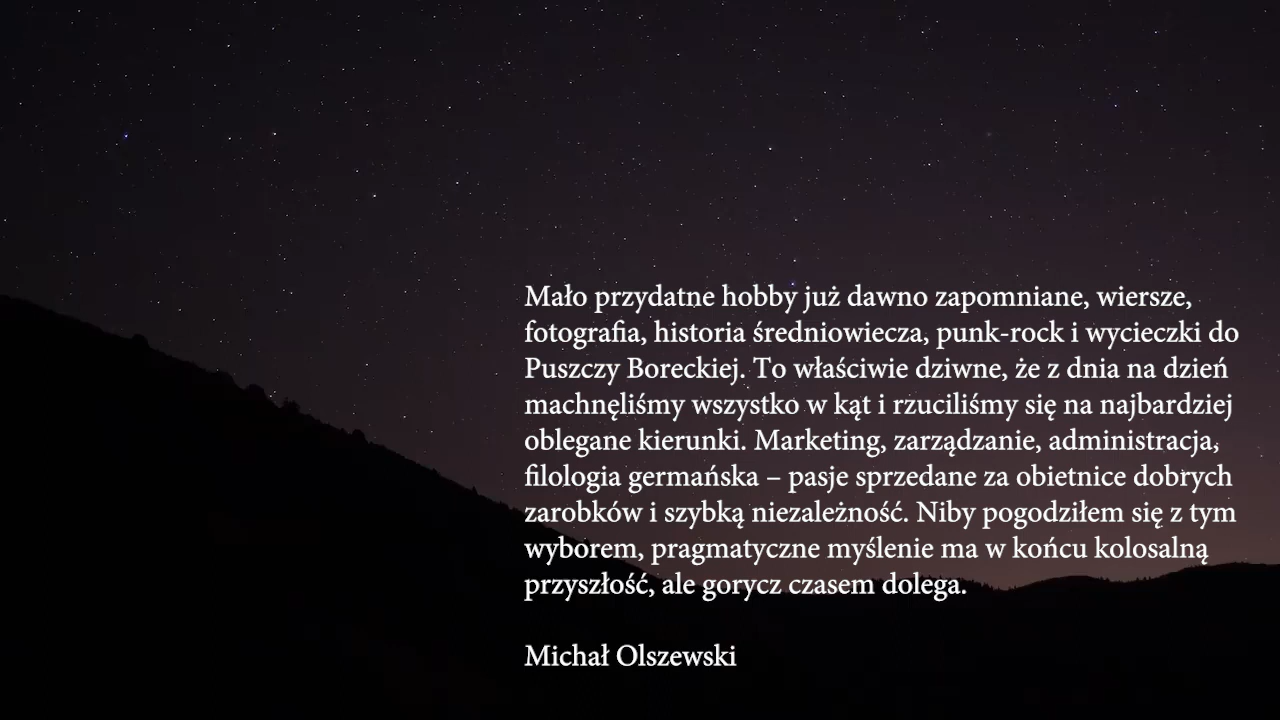 Mało przydatne hobby już dawno zapomniane, wiersze,
fotografia, historia średniowiecza, punk-rock i wycieczki do
Puszczy Boreckiej. To właściwie dziwne, że z dnia na dzień
machnęliśmy wszystko w kąt i rzuciliśmy się na najbardziej
oblegane kierunki. Marketing, zarządzanie, administracja,
filologia germańska – pasje sprzedane za obietnice dobrych
zarobków i szybką niezależność. Niby pogodziłem się z tym
wyborem, pragmatyczne myślenie ma w końcu kolosalną
przyszłość, ale gorycz czasem dolega.
Michał Olszewski